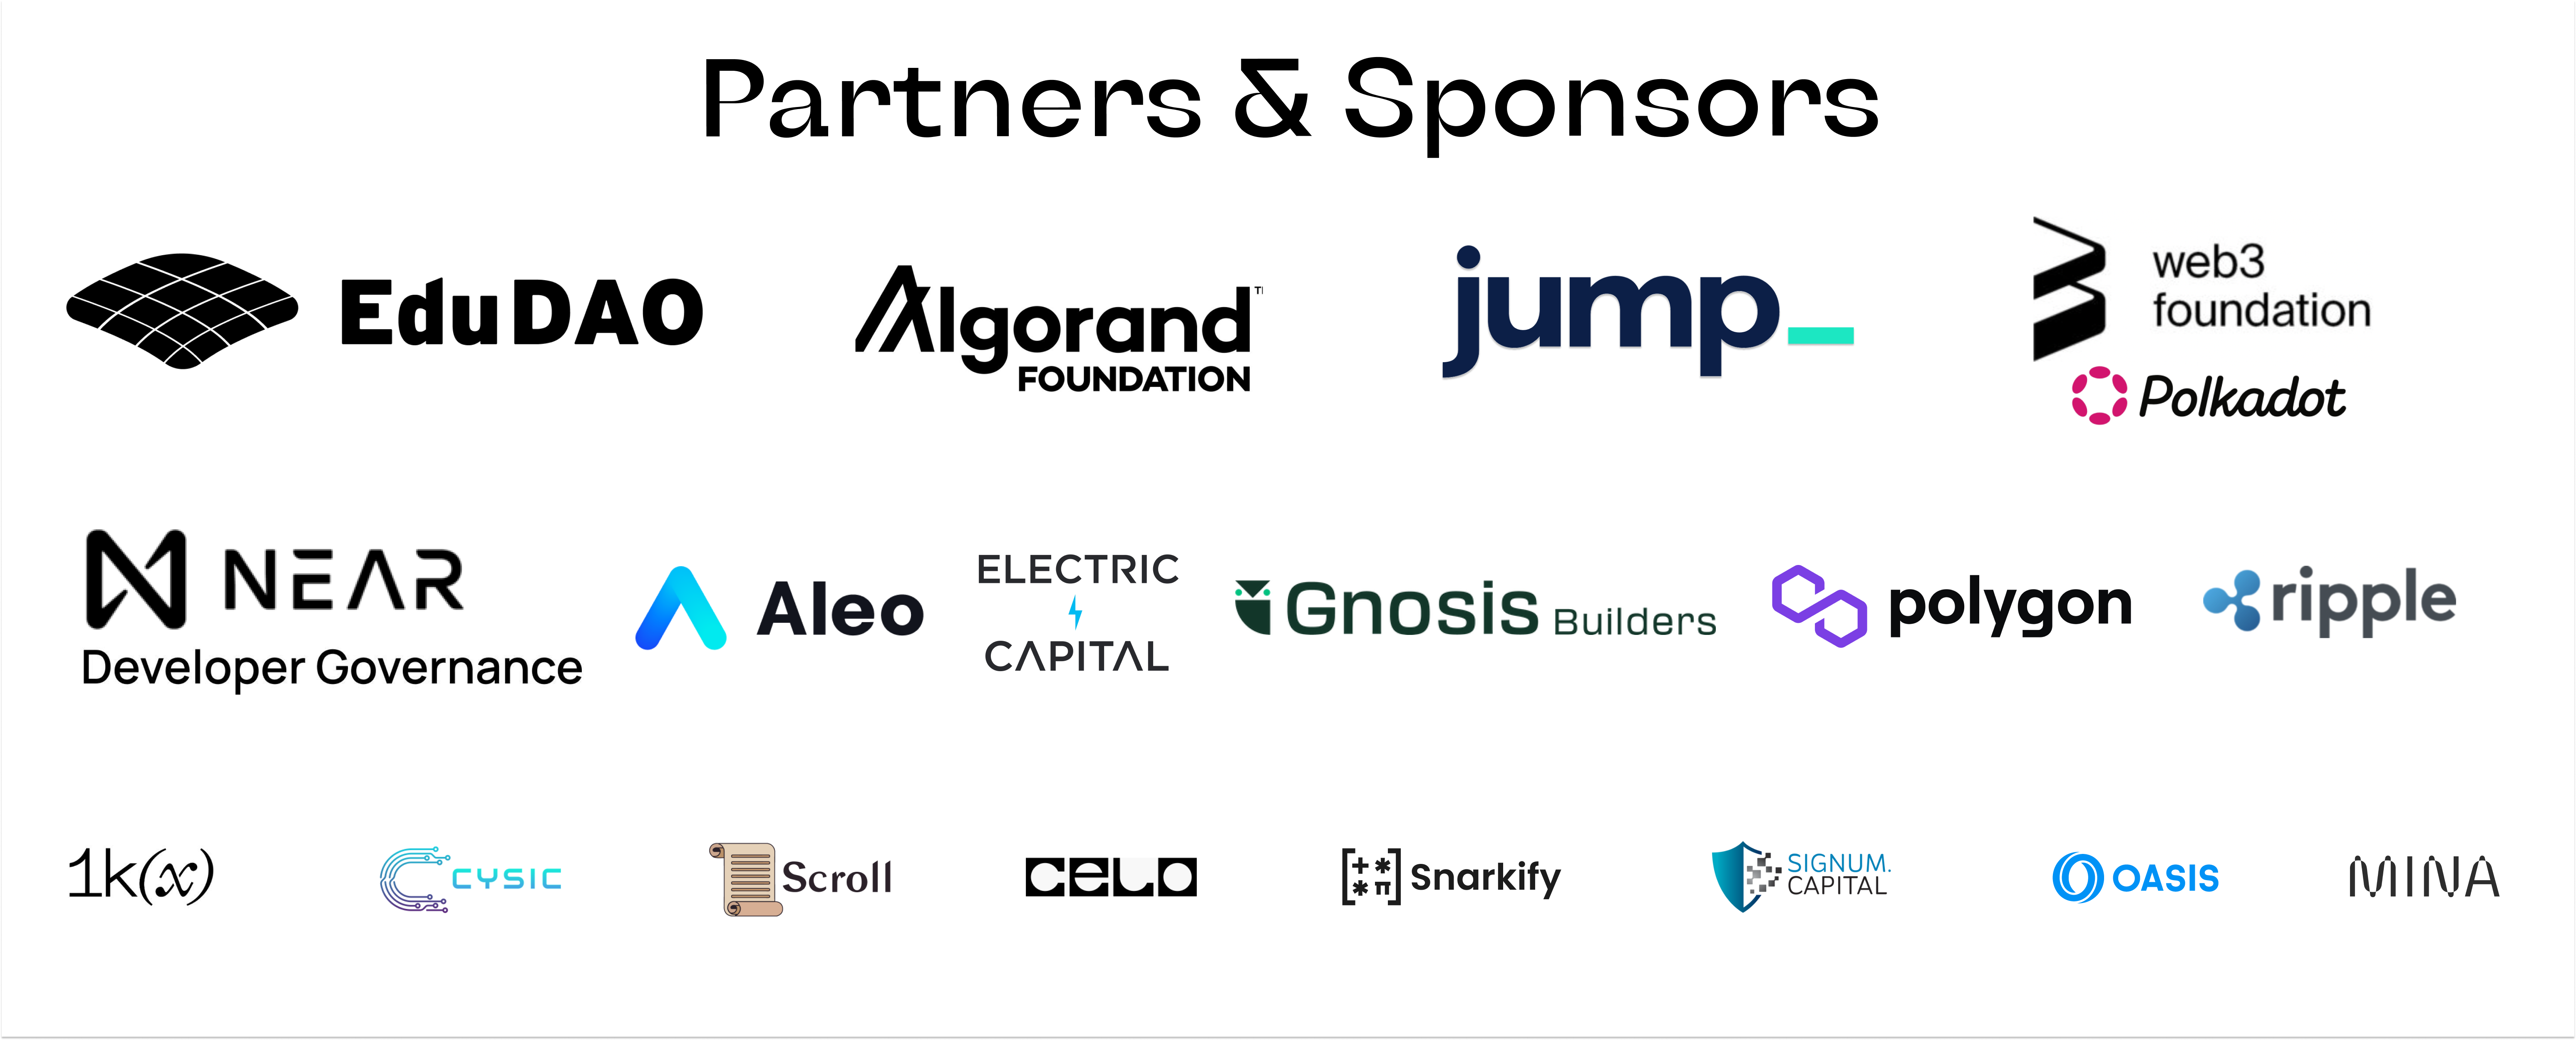 Partners & Sponsors
EduDAO
Algorand
FOUNDATION
jump_
web3
foundation
Polkadot
NEAR
Developer Governance
Aleo
ELECTRIC
CAPITAL
Gnosis Builders
polygon
ripple
1k(x)
CYSIC
Scroll
CELO
[+*
*π] Snarkify
SIGNUM.
CAPITAL
OASIS
MINA